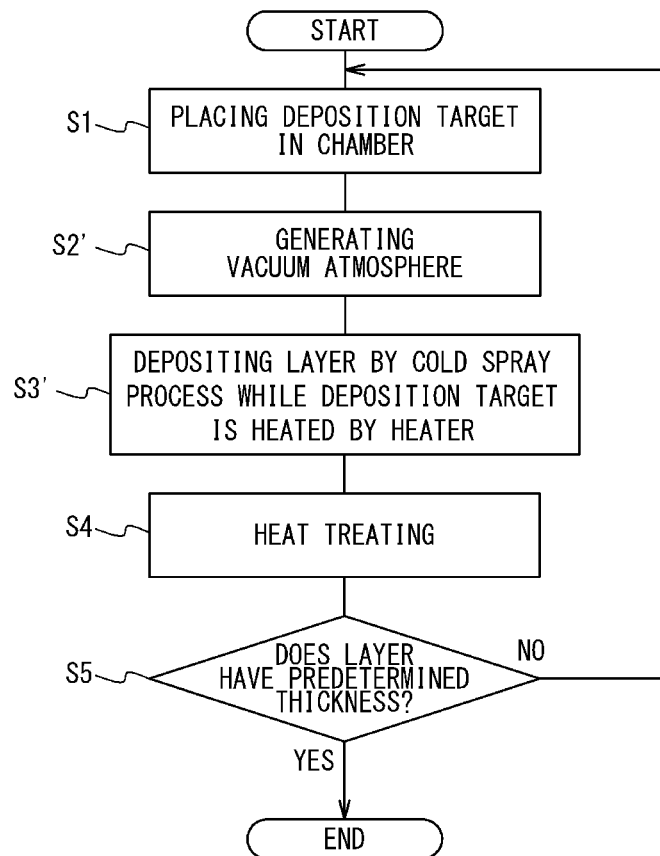 START
S1
PLACING DEPOSITION TARGET
IN CHAMBER
S2'
GENERATING
VACUUM ATMOSPHERE
S3'
DEPOSITING LAYER BY COLD SPRAY
PROCESS WHILE DEPOSITION TARGET
IS HEATED BY HEATER
S4
HEAT TREATING
S5
DOES LAYER
HAVE PREDETERMINED
THICKNESS?
NO
YES
END